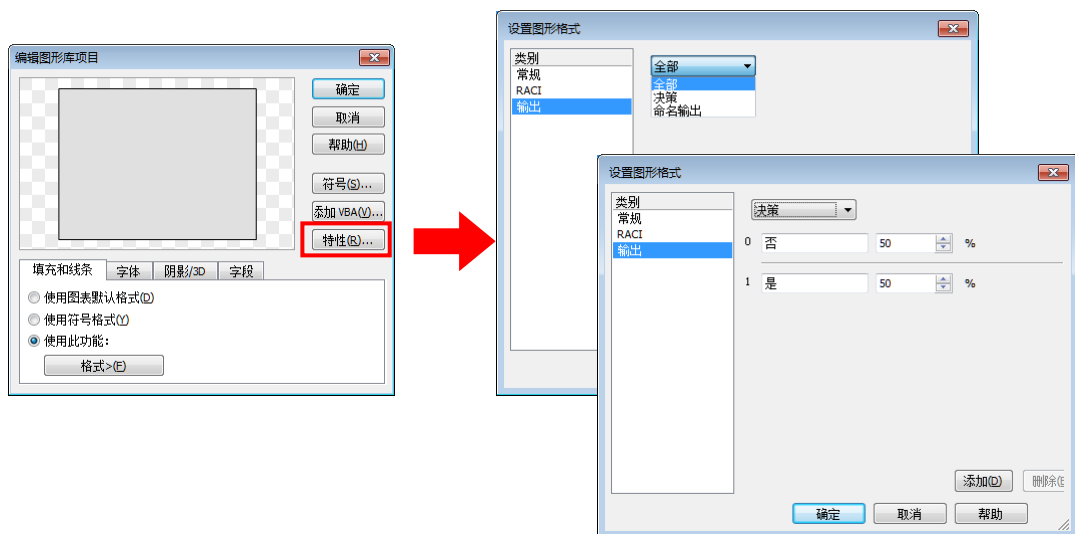 编辑图形库项目
确定
取消
帮助(H)
符号(S)...
添加 VBA(V)...
特性(R)...
填充和线条 字体 阴影/3D 字段
使用图表默认格式(D)
使用符号格式(Y)
使用此功能：
格式>(F)
设置图形格式
类别
常规
RACI
输出
全部
全部
决策
命名输出
设置图形格式
类别
常规
RACI
输出
决策
0 否 50 %
1 是 50 %
添加(D) 删除(E
确定 取消 帮助